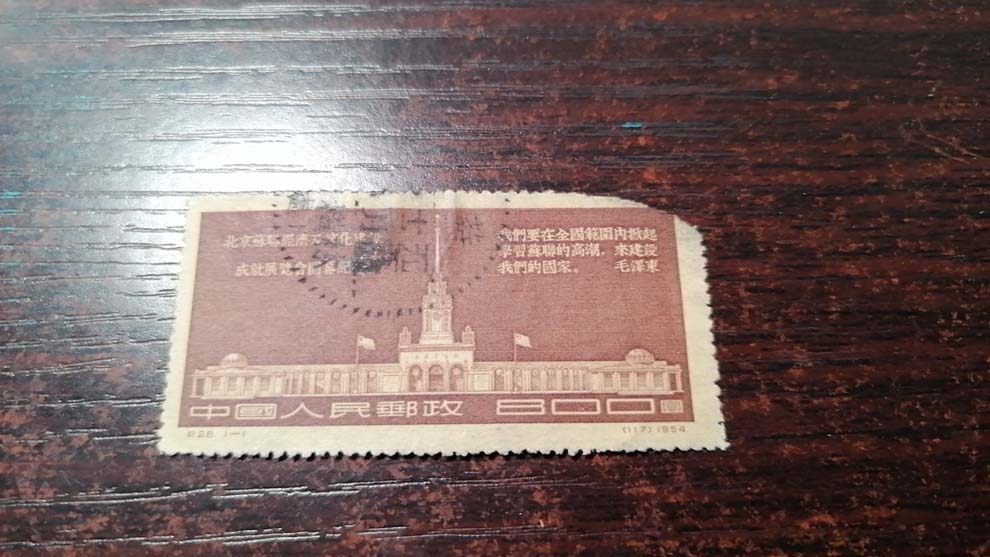 北京蘇聯經濟及文化建設
成就展覽會開幕紀念
我們要在全國範圍內掀起
學習蘇聯的高潮，來建設
我們的國家。 毛澤東
中國人民郵政 800圓
紀28.(一) (117) 1954